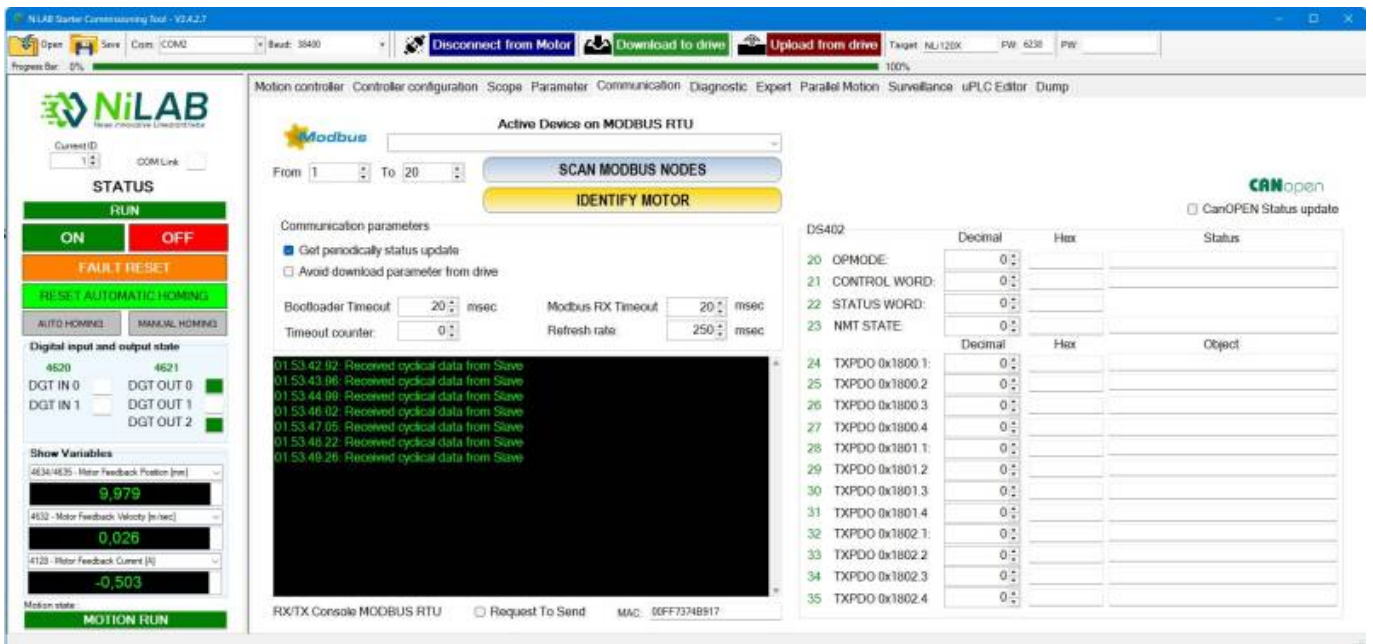 NiLAB Starter Commissioning Tool - V3.4.2.7
Open Save Com: COM2 Baud: 38400 Disconnect from Motor Download to drive Upload from drive Target NLi120X FW: 6238 PW:
Progress Bar: 0% 100%
Motion controller Controller configuration Scope Parameter Communication Diagnostic Expert Parallel Motion Surveillance uPLC Editor Dump
NiLAB
Current ID
1 COM Link
STATUS
RUN
ON OFF
FAULT RESET
RESET AUTOMATIC HOMING
AUTO HOMING MANUAL HOMING
Digital input and output state
4620 4621
DGT IN 0 DGT OUT 0
DGT IN 1 DGT OUT 1
DGT OUT 2
Show Variables
4634/4635 - Motor Feedback Position [mm]
9,979
4632 - Motor Feedback Velocity [m/sec]
0,026
4123 - Motor Feedback Current [A]
-0,503
Motion state
MOTION RUN
Modbus
Active Device on MODBUS RTU
From 1 To 20
SCAN MODBUS NODES
IDENTIFY MOTOR
Communication parameters
Get periodically status update
Avoid download parameter from drive
Bootloader Timeout 20 msec Modbus RX Timeout 20 msec
Timeout counter: 0 Refresh rate: 250 msec
01.53.42.92: Received cyclical data from Slave
01.53.43.96: Received cyclical data from Slave
01.53.44.99: Received cyclical data from Slave
01.53.46.02: Received cyclical data from Slave
01.53.47.05: Received cyclical data from Slave
01.53.48.22: Received cyclical data from Slave
01.53.49.26: Received cyclical data from Slave
RX/TX Console MODBUS RTU Request To Send MAC: 00FF7374B917
CANopen
CanOPEN Status update
DS402
Decimal Hex Status
20 OPMODE: 0
21 CONTROL WORD: 0
22 STATUS WORD: 0
23 NMT STATE: 0
Decimal Hex Object
24 TXPDO 0x1800.1: 0
25 TXPDO 0x1800.2 0
26 TXPDO 0x1800.3 0
27 TXPDO 0x1800.4 0
28 TXPDO 0x1801.1: 0
29 TXPDO 0x1801.2 0
30 TXPDO 0x1801.3 0
31 TXPDO 0x1801.4 0
32 TXPDO 0x1802.1: 0
33 TXPDO 0x1802.2 0
34 TXPDO 0x1802.3 0
35 TXPDO 0x1802.4 0